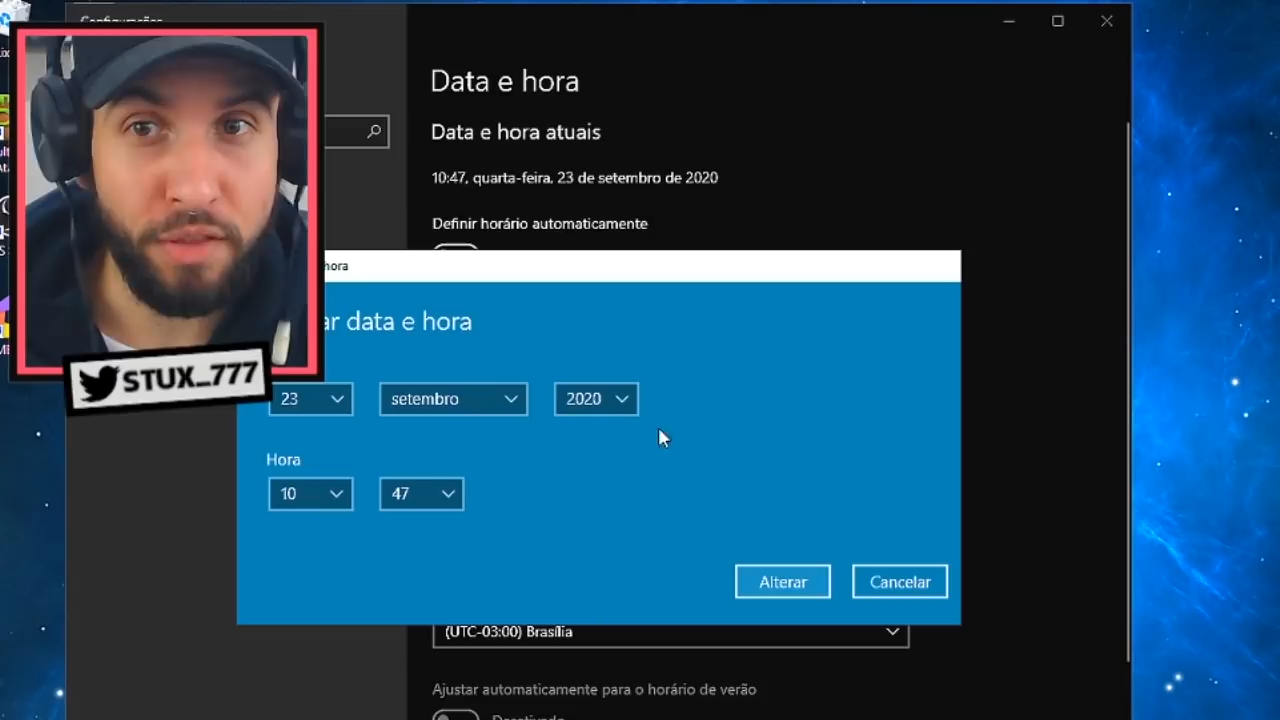 Configurações
Data e hora
Data e hora atuais
10:47, quarta-feira, 23 de setembro de 2020
Definir horário automaticamente
hora
ar data e hora
STUX_777
23
setembro
2020
Hora
10
47
Alterar
Cancelar
(UTC-03:00) Brasília
Ajustar automaticamente para o horário de verão
Desativado